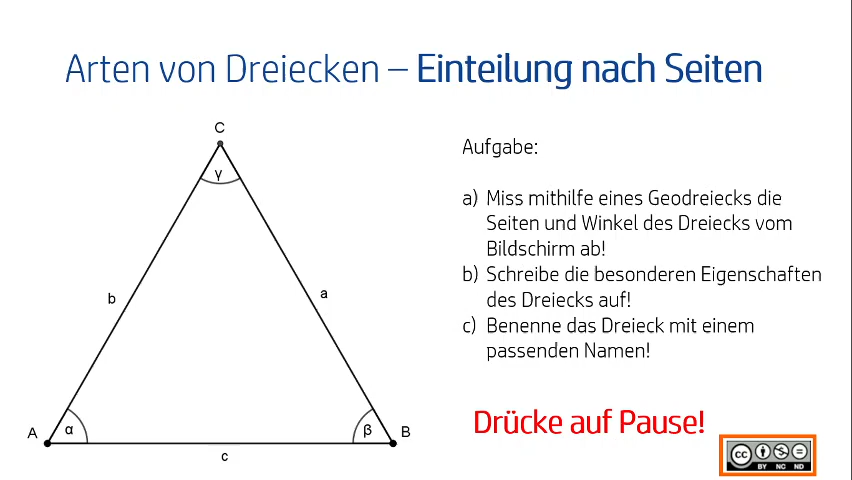 Arten von Dreiecken – Einteilung nach Seiten
C
γ
b
a
A
α
β
B
c
Aufgabe:
a) Miss mithilfe eines Geodreiecks die
Seiten und Winkel des Dreiecks vom
Bildschirm ab!
b) Schreibe die besonderen Eigenschaften
des Dreiecks auf!
c) Benenne das Dreieck mit einem
passenden Namen!
Drücke auf Pause!
cc
BY NC ND